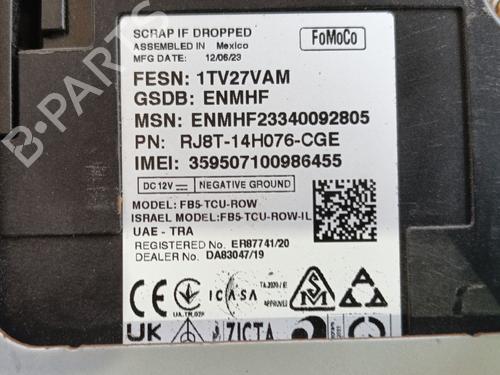 SCRAP IF DROPPED
ASSEMBLED IN Mexico
MFG DATE: 12/06/23
FoMoCo
FESN: 1TV27VAM
GSDB: ENMHF
MSN: ENMHF23340092805
PN: RJ8T-14H076-CGE
IMEI: 359507100986455
DC 12V NEGATIVE GROUND
MODEL: FB5-TCU-ROW
ISRAEL MODEL:FB5-TCU-ROW-IL
UAE - TRA
REGISTERED No. ER87741/20
DEALER No. DA83047/19
CE
ICASA
SM
UK
ZICTA
B-PARTS